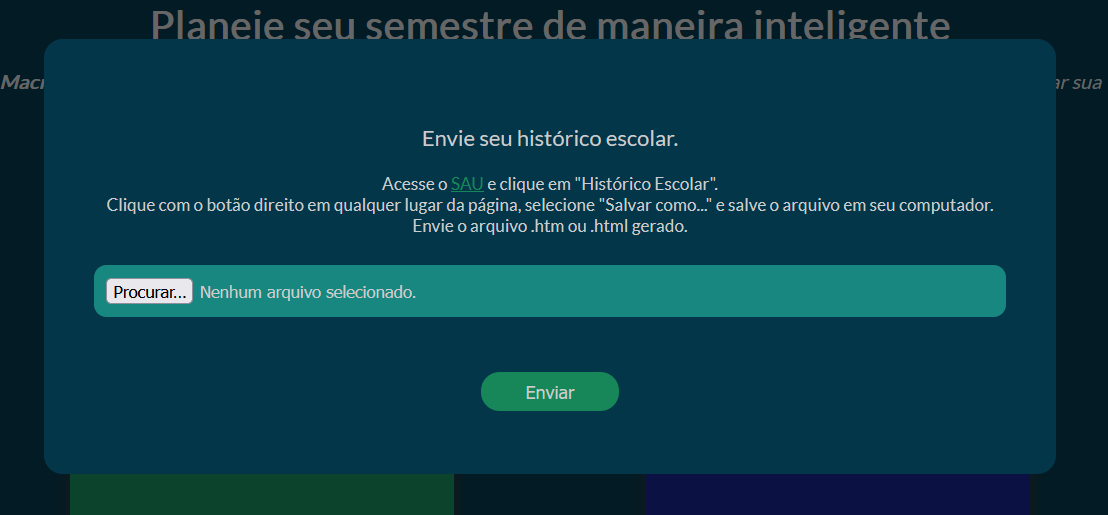 Planeje seu semestre de maneira inteligente
ar sua
Envie seu histórico escolar.
Acesse o SAU e clique em "Histórico Escolar".
Clique com o botão direito em qualquer lugar da página, selecione "Salvar como..." e salve o arquivo em seu computador.
Envie o arquivo .htm ou .html gerado.
Procurar... Nenhum arquivo selecionado.
Enviar